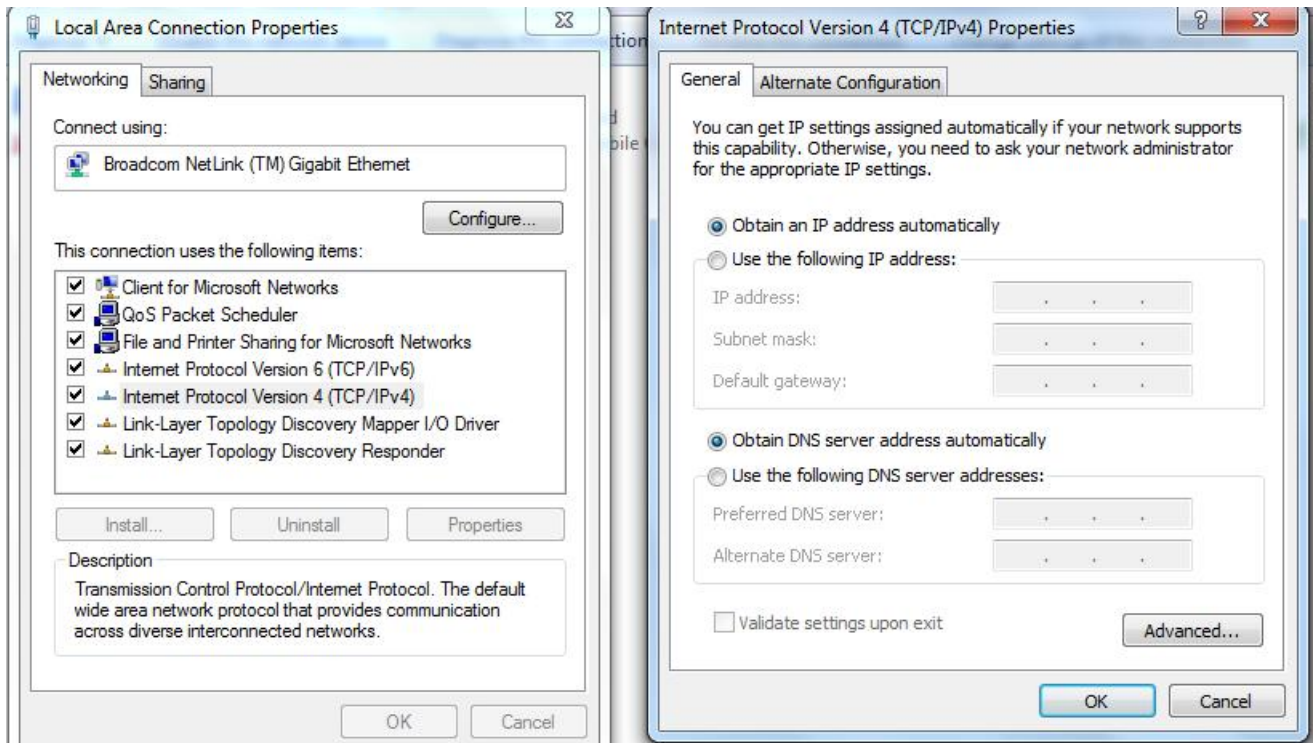 Local Area Connection Properties
Networking
Sharing
Connect using:
Broadcom NetLink (TM) Gigabit Ethernet
Configure...
This connection uses the following items:
Client for Microsoft Networks
QoS Packet Scheduler
File and Printer Sharing for Microsoft Networks
Internet Protocol Version 6 (TCP/IPv6)
Internet Protocol Version 4 (TCP/IPv4)
Link-Layer Topology Discovery Mapper I/O Driver
Link-Layer Topology Discovery Responder
Install...
Uninstall
Properties
Description
Transmission Control Protocol/Internet Protocol. The default
wide area network protocol that provides communication
across diverse interconnected networks.
OK
Cancel
Internet Protocol Version 4 (TCP/IPv4) Properties
General
Alternate Configuration
You can get IP settings assigned automatically if your network supports
this capability. Otherwise, you need to ask your network administrator
for the appropriate IP settings.
Obtain an IP address automatically
Use the following IP address:
IP address:
Subnet mask:
Default gateway:
Obtain DNS server address automatically
Use the following DNS server addresses:
Preferred DNS server:
Alternate DNS server:
Validate settings upon exit
Advanced...
OK
Cancel